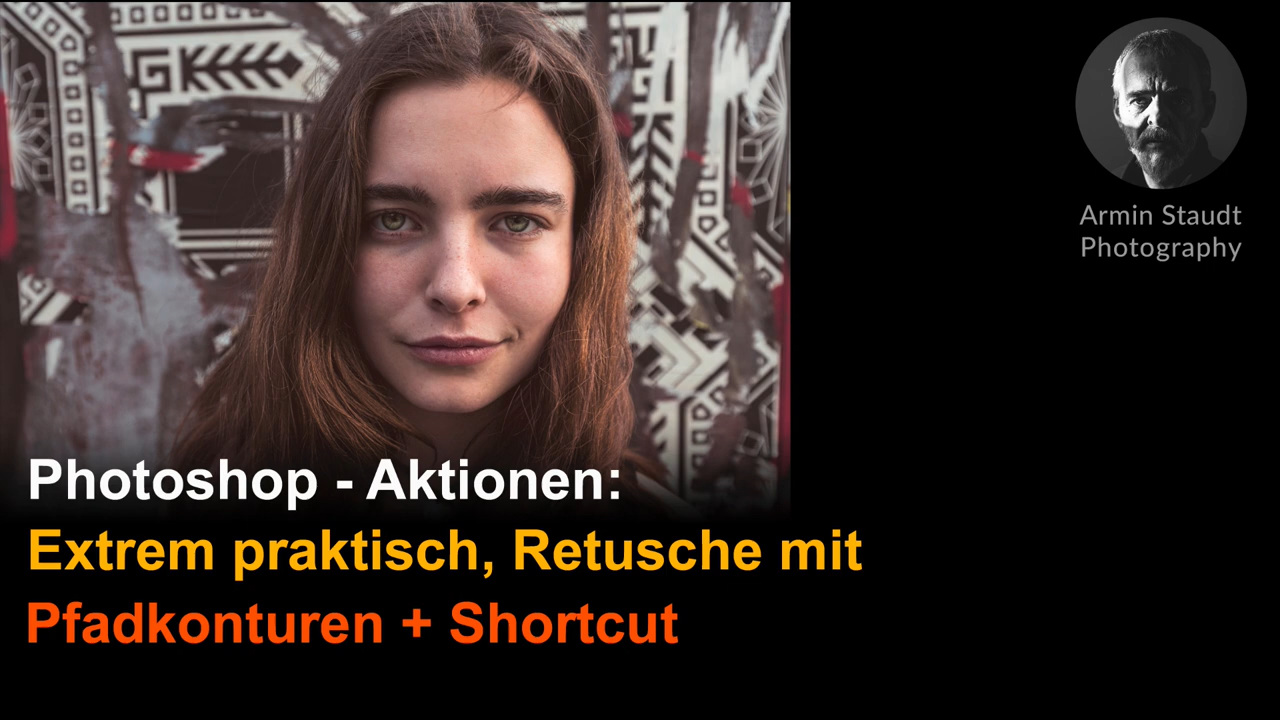 Armin Staudt
Photography
Photoshop - Aktionen:
Extrem praktisch, Retusche mit
Pfadkonturen + Shortcut